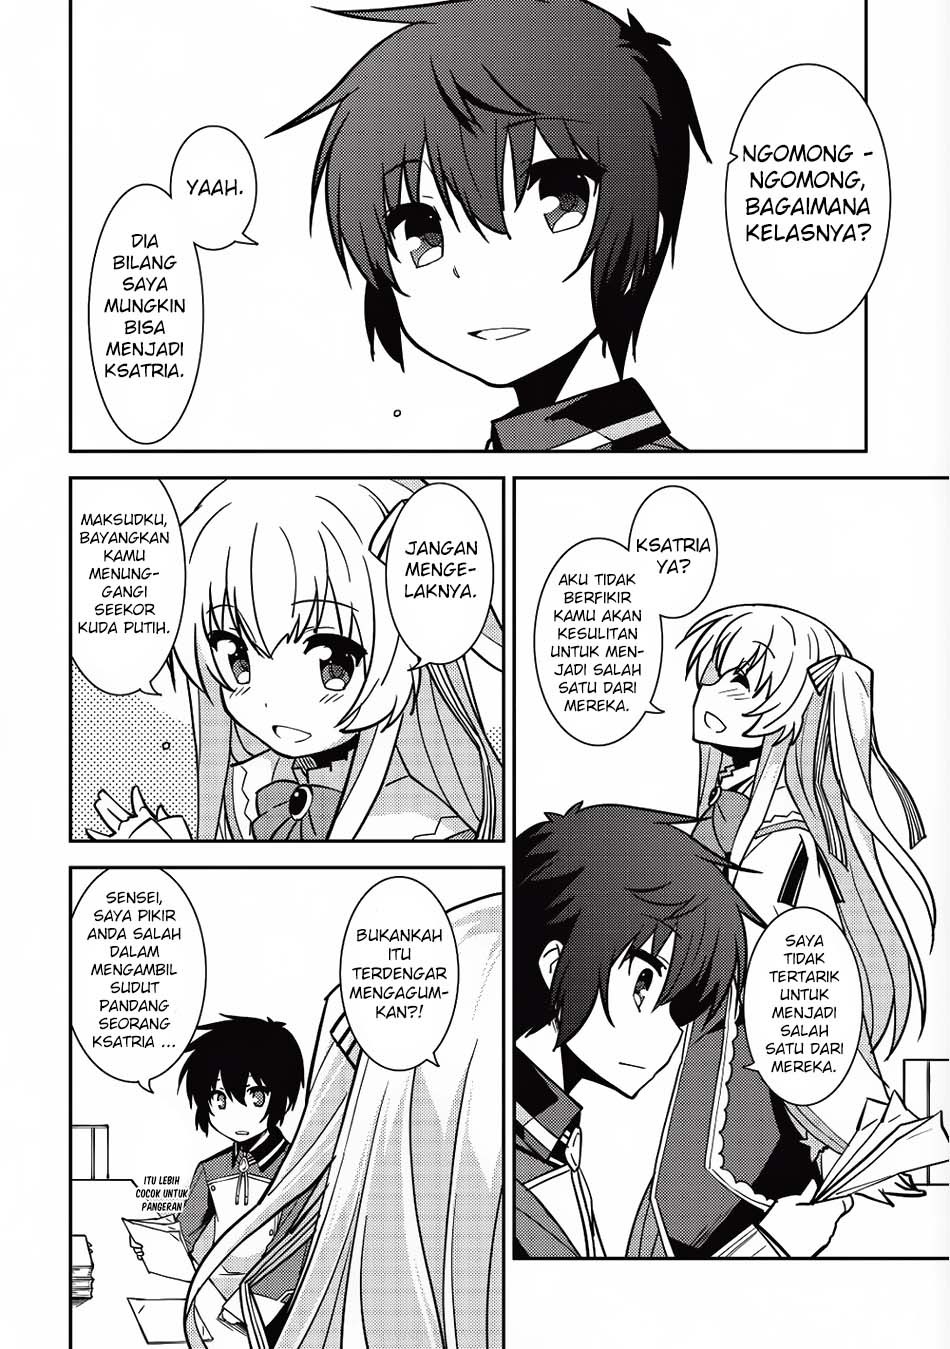 NGOMONG -
NGOMONG,
BAGAIMANA
KELASNYA?
YAAH.
DIA
BILANG
SAYA
MUNGKIN
BISA
MENJADI
KSATRIA.
KSATRIA
YA?
AKU TIDAK
BERFIKIR
KAMU AKAN
KESULITAN
UNTUK MEN-
JADI SALAH
SATU DARI
MEREKA.
SAYA
TIDAK
TERTARIK
UNTUK
MENJADI
SALAH
SATU DARI
MEREKA.
JANGAN
MENGE-
LAKNYA.
MAKSUDKU,
BAYANGKAN
KAMU
MENUNG-
GANGI
SEEKOR
KUDA PUTIH.
BUKANKAH
ITU
TERDENGAR
MENGAGUM-
KAN?!
SENSEI,
SAYA PIKIR
ANDA SALAH
DALAM
MENGAMBIL
SUDUT
PANDANG
SEORANG
KSATRIA ...
ITU LEBIH
COCOK UNTUK
PANGERAN